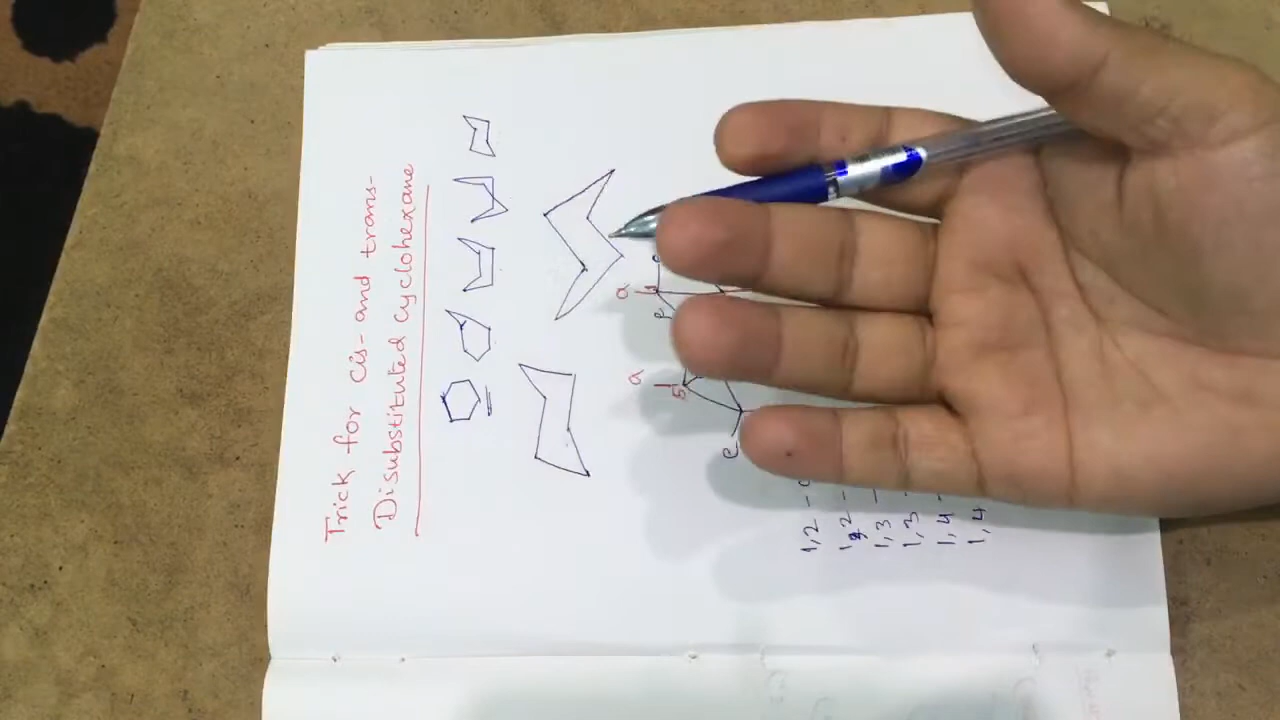 Trick for cis- and trans-
Disubstituted cyclohexane
a
e
a
e
5
e
1,2 -
1,2 -
1,3 -
1,3 -
1,4 -
1,4